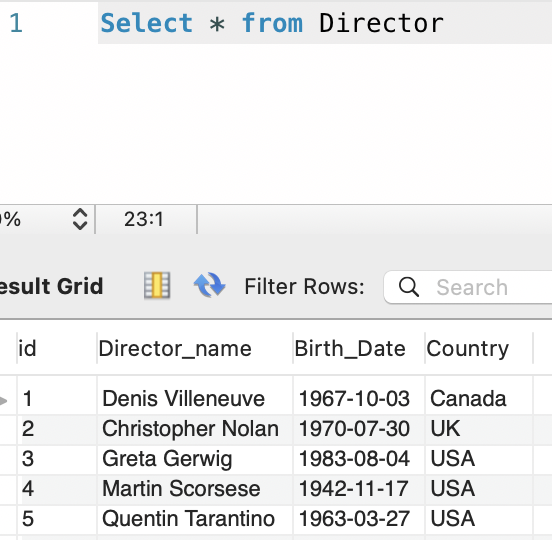 1 Select * from Director
% 23:1
esult Grid Filter Rows: Search
id Director_name Birth_Date Country
1 Denis Villeneuve 1967-10-03 Canada
2 Christopher Nolan 1970-07-30 UK
3 Greta Gerwig 1983-08-04 USA
4 Martin Scorsese 1942-11-17 USA
5 Quentin Tarantino 1963-03-27 USA